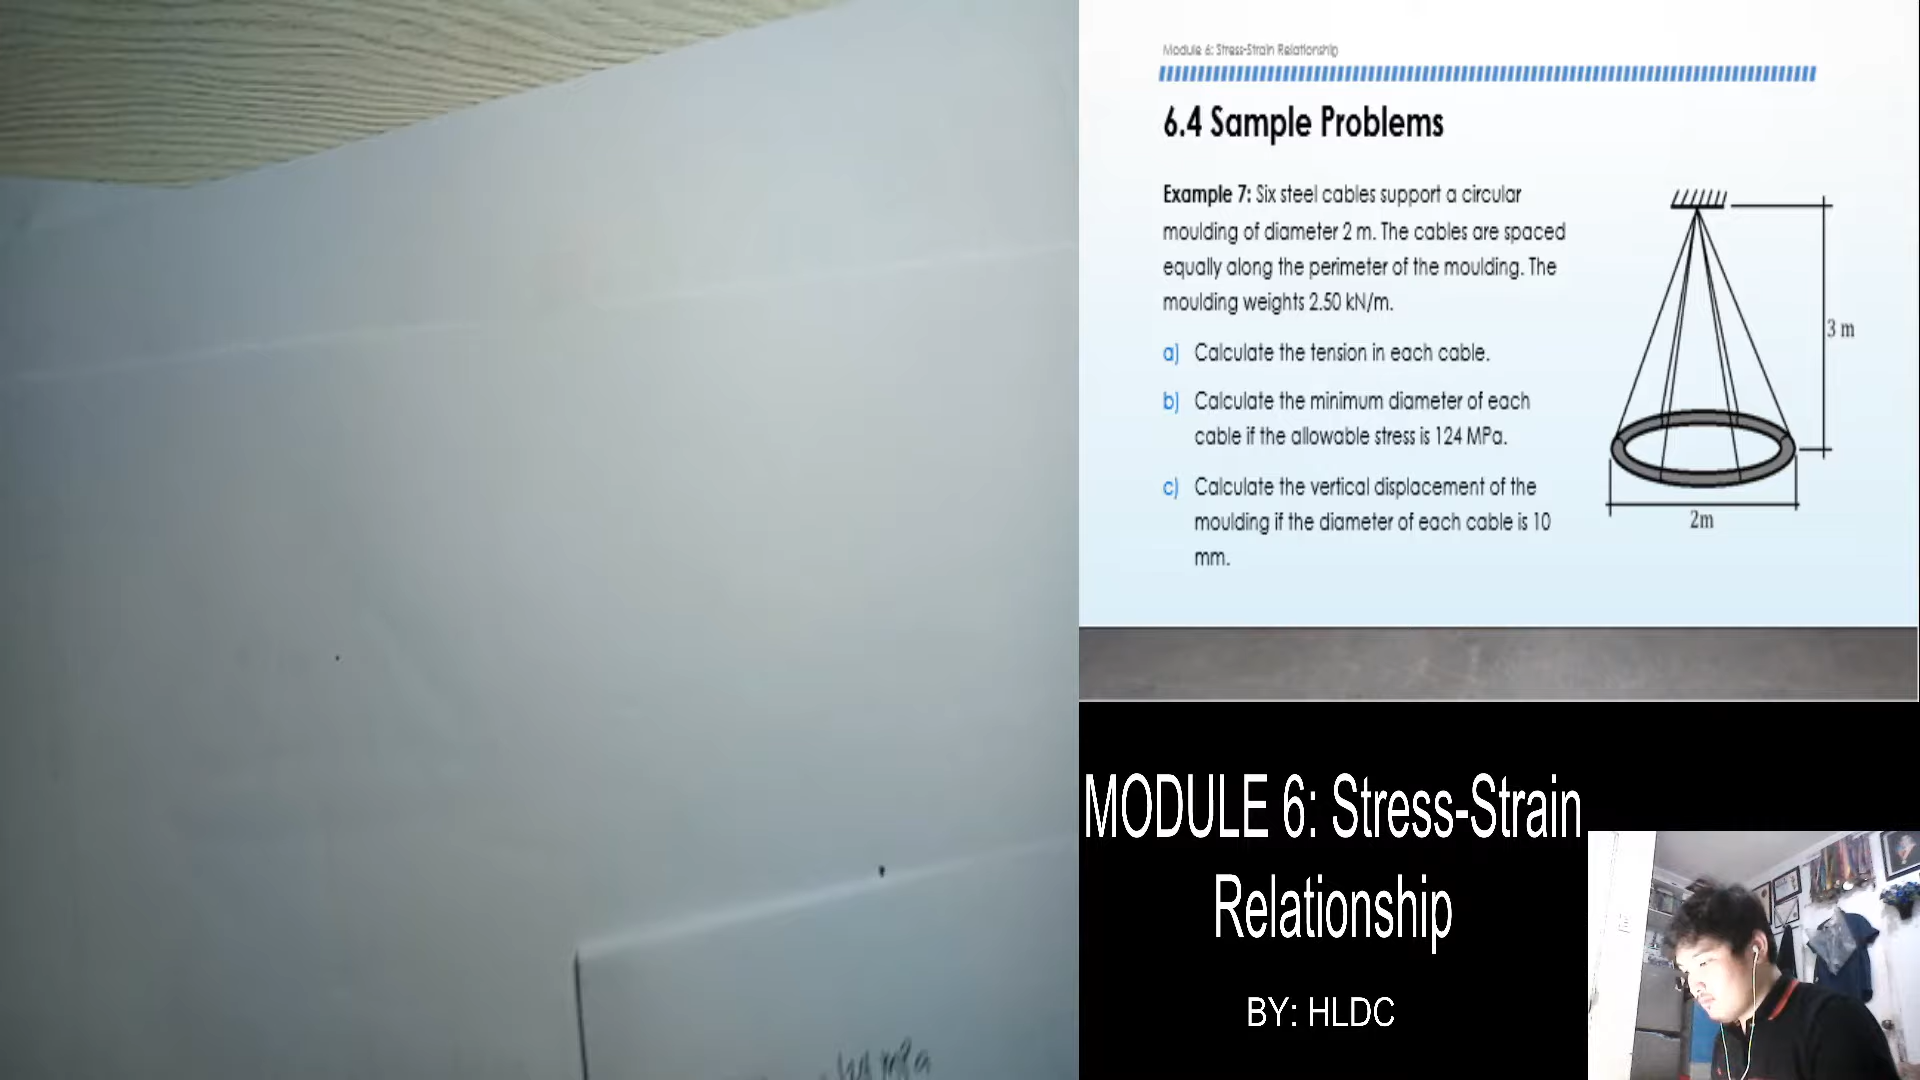 Module 6: Stress-Strain Relationship
6.4 Sample Problems
Example 7: Six steel cables support a circular
moulding of diameter 2 m. The cables are spaced
equally along the perimeter of the moulding. The
moulding weights 2.50 kN/m.
a) Calculate the tension in each cable.
b) Calculate the minimum diameter of each
cable if the allowable stress is 124 MPa.
c) Calculate the vertical displacement of the
moulding if the diameter of each cable is 10
mm.
3 m
2m
MODULE 6: Stress-Strain
Relationship
BY: HLDC